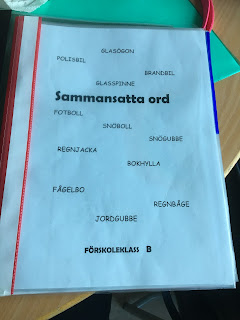 GLASÖGON
POLISBIL
BRANDBIL
GLASSPINNE
Sammansatta ord
FOTBOLL
SNÖBOLL
SNÖGUBBE
REGNJACKA
BOKHYLLA
FÅGELBO
REGNBÅGE
JORDGUBBE
FÖRSKOLEKLASS B